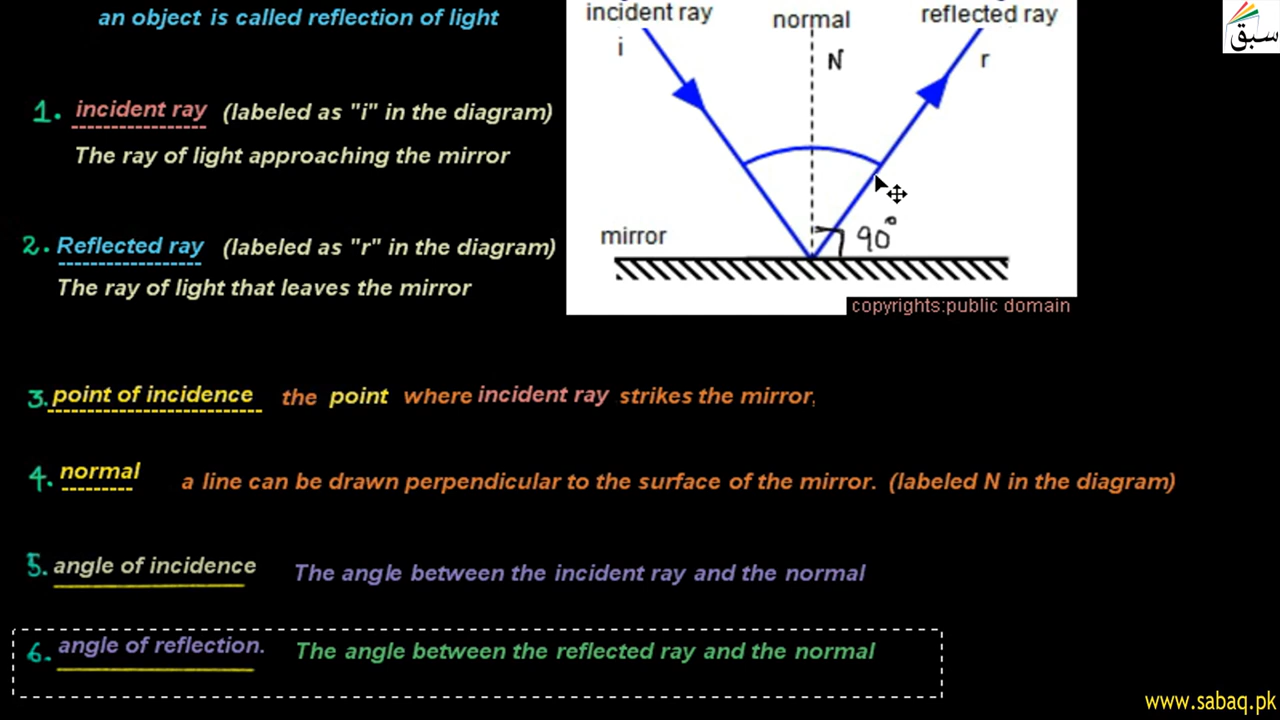 an object is called reflection of light
incident ray
normal
reflected ray
i
N
r
1. incident ray (labeled as "i" in the diagram)
The ray of light approaching the mirror
2. Reflected ray (labeled as "r" in the diagram)
The ray of light that leaves the mirror
mirror
90°
copyrights:public domain
3. point of incidence the point where incident ray strikes the mirror,
4. normal a line can be drawn perpendicular to the surface of the mirror. (labeled N in the diagram)
5. angle of incidence The angle between the incident ray and the normal
6. angle of reflection. The angle between the reflected ray and the normal
سبق
www.sabaq.pk